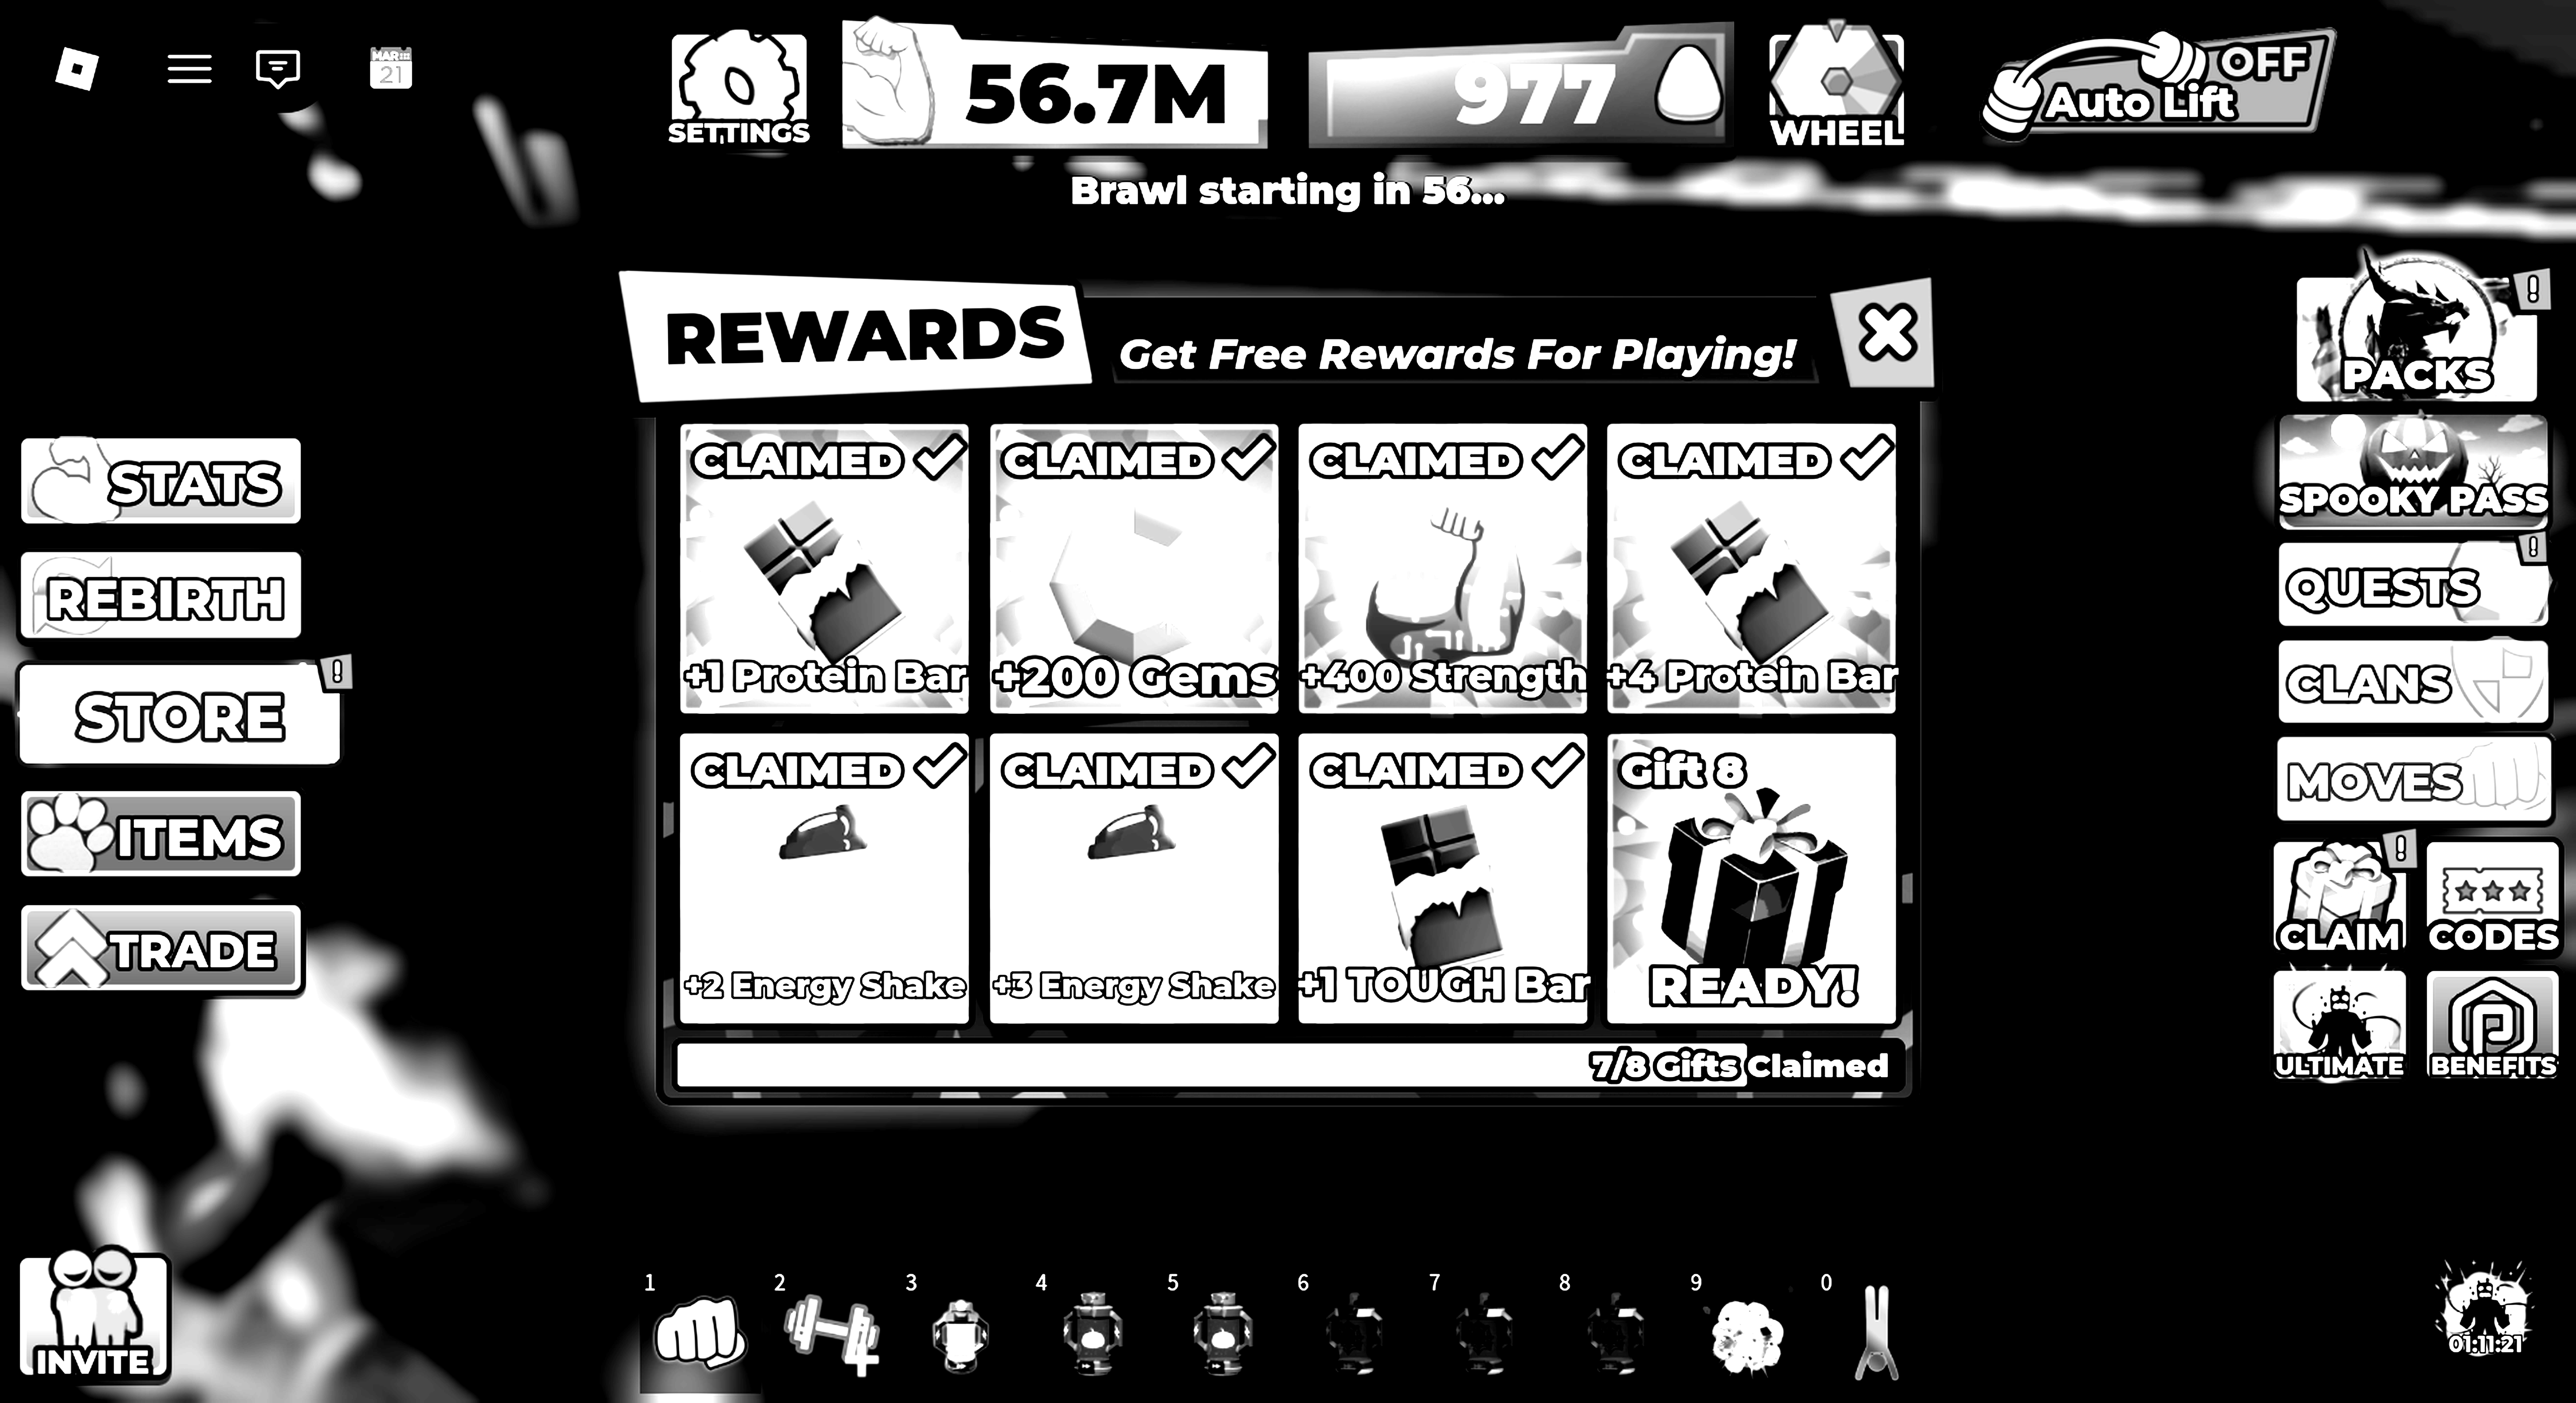 MAR
21
SETTINGS
56.7M
977
WHEEL
OFF
Auto Lift
Brawl starting in 56...
REWARDS
Get Free Rewards For Playing!
CLAIMED
+1 Protein Bar
CLAIMED
+200 Gems
CLAIMED
+400 Strength
CLAIMED
+4 Protein Bar
CLAIMED
+2 Energy Shake
CLAIMED
+3 Energy Shake
CLAIMED
+1 TOUGH Bar
Gift 8
READY!
7/8 Gifts Claimed
STATS
REBIRTH
!
STORE
ITEMS
TRADE
INVITE
!
PACKS
SPOOKY PASS
!
QUESTS
CLANS
MOVES
!
CLAIM
CODES
ULTIMATE
BENEFITS
1 2 3 4 5 6 7 8 9 0
01:11:21